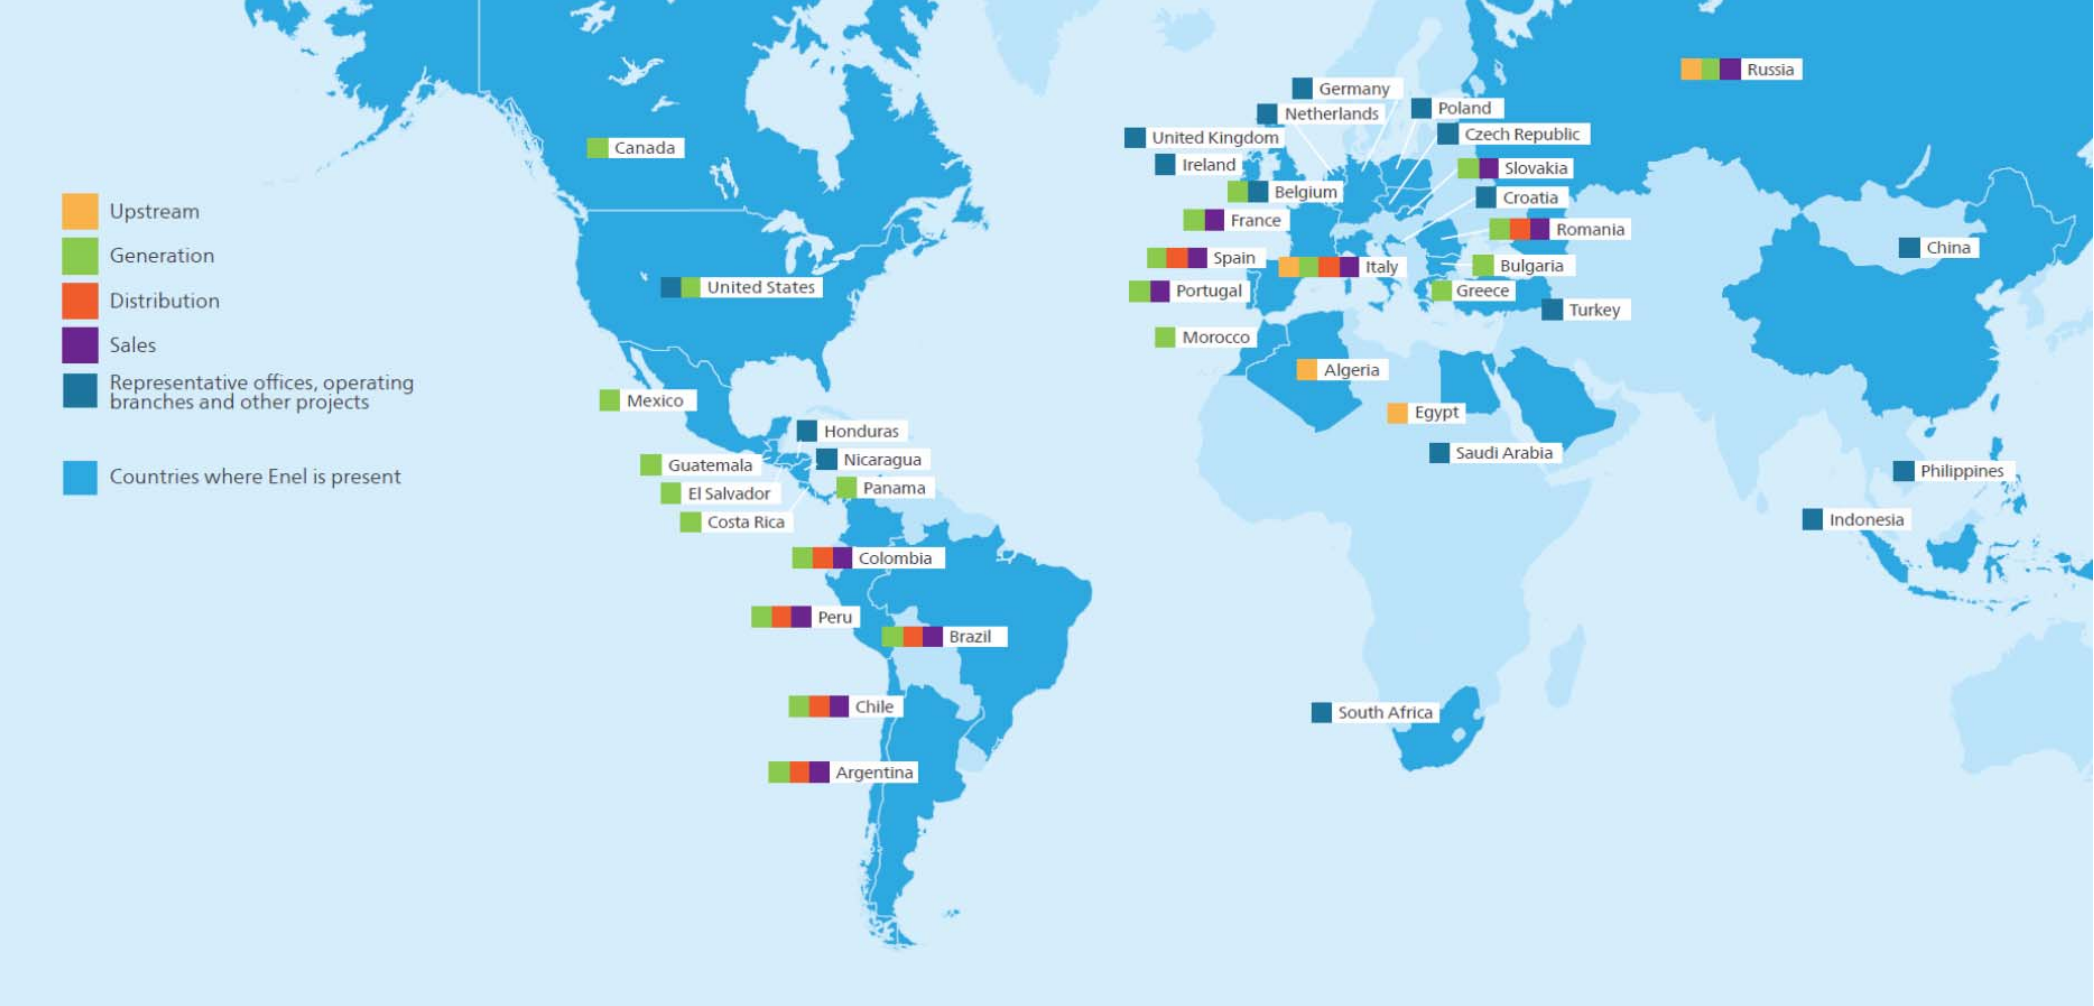 Upstream
Generation
Distribution
Sales
Representative offices, operating
branches and other projects
Countries where Enel is present
Canada
United States
Mexico
Honduras
Nicaragua
Guatemala
El Salvador
Panama
Costa Rica
Colombia
Peru
Brazil
Chile
Argentina
Germany
Netherlands
Poland
United Kingdom
Czech Republic
Ireland
Slovakia
Belgium
Croatia
France
Romania
Spain
Italy
Bulgaria
Portugal
Greece
Turkey
Morocco
Algeria
Egypt
Saudi Arabia
South Africa
Russia
China
Philippines
Indonesia